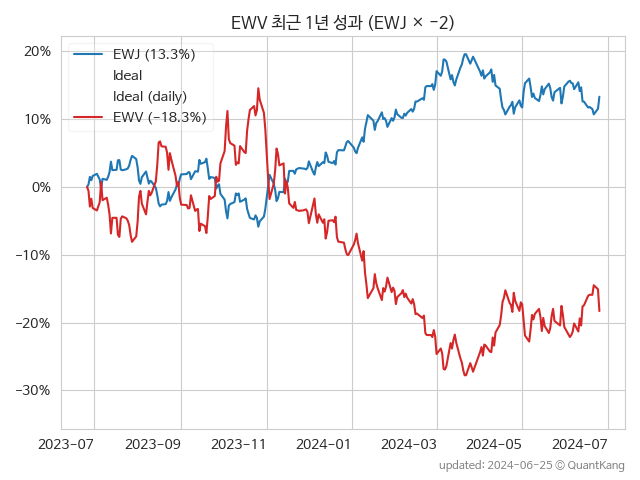 EWV 최근 1년 성과 (EWJ × −2)
20%
10%
0%
−10%
−20%
−30%
EWJ (13.3%)
Ideal
Ideal (daily)
EWV (−18.3%)
2023-07 2023-09 2023-11 2024-01 2024-03 2024-05 2024-07
updated: 2024-06-25 ⓒ QuantKang